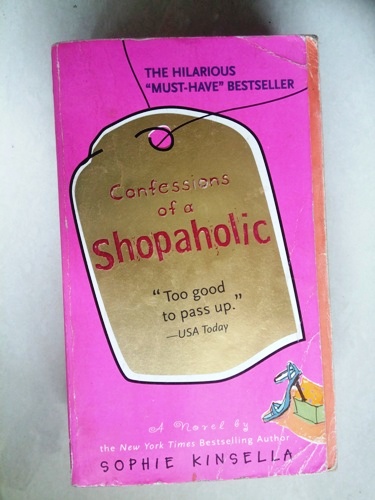 THE HILARIOUS
"MUST-HAVE" BESTSELLER
Confessions
of a
Shopaholic
"Too good
to pass up."
—USA Today
A Novel by
the New York Times Bestselling Author
SOPHIE KINSELLA